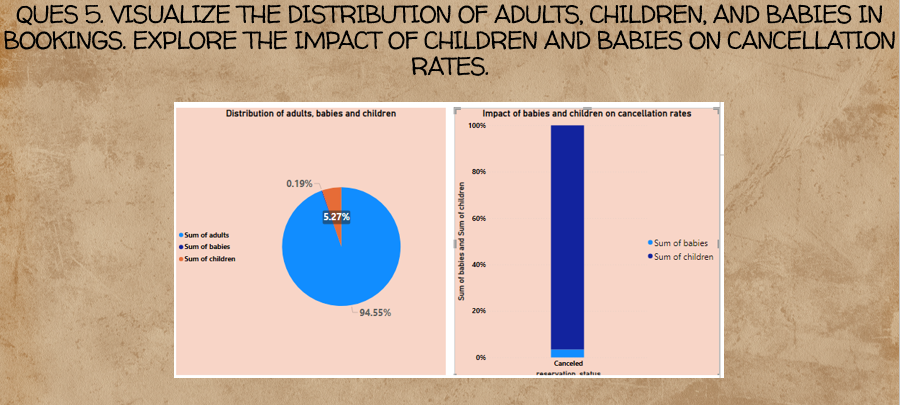 QUES 5. VISUALIZE THE DISTRIBUTION OF ADULTS, CHILDREN, AND BABIES IN
BOOKINGS. EXPLORE THE IMPACT OF CHILDREN AND BABIES ON CANCELLATION
RATES.
Distribution of adults, babies and children
0.19%
5.27%
Sum of adults
Sum of babies
Sum of children
94.55%
Impact of babies and children on cancellation rates
Sum of babies and Sum of children
100%
80%
60%
40%
20%
0%
Sum of babies
Sum of children
Canceled
reservation_status